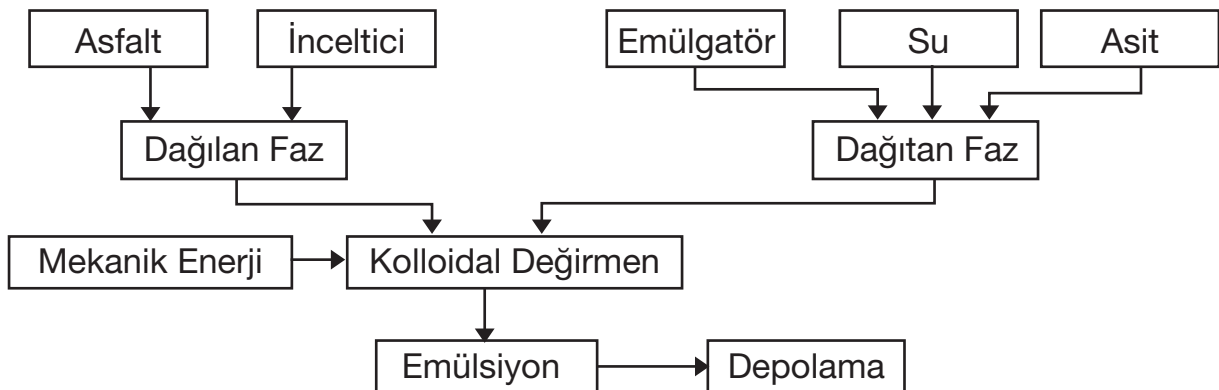 Asfalt
İnceltici
Emülgatör
Su
Asit
Dağılan Faz
Dağıtan Faz
Mekanik Enerji
Kolloidal Değirmen
Emülsiyon
Depolama